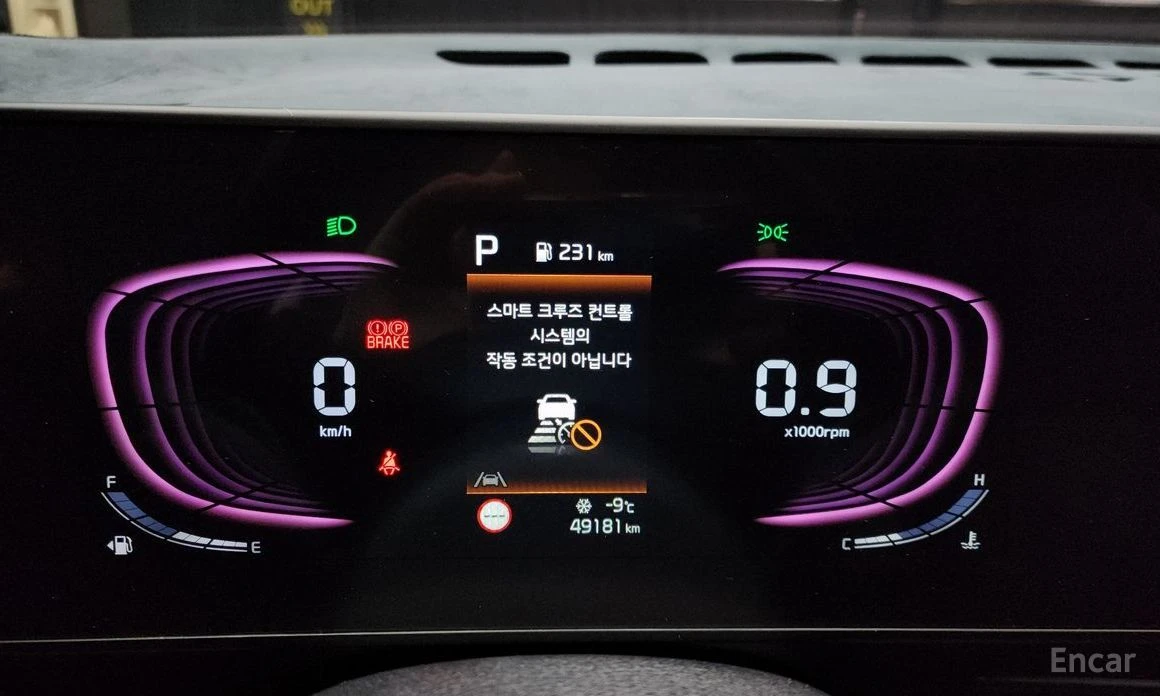 OUT
P 231 km
스마트 크루즈 컨트롤
시스템의
작동 조건이 아닙니다
(!) (P)
BRAKE
0
km/h
0.9
x1000rpm
F
E
H
C
---
-9℃
49181 km
Encar